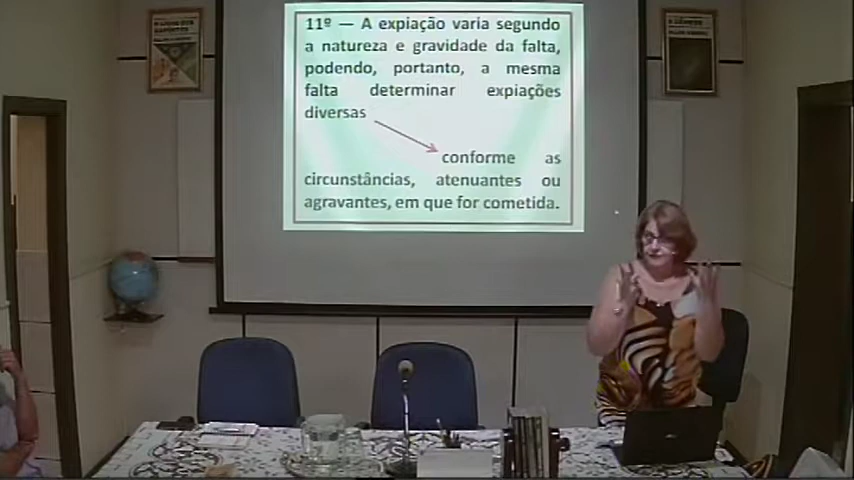 11º — A expiação varia segundo
a natureza e gravidade da falta,
podendo, portanto, a mesma
falta determinar expiações
diversas
conforme as
circunstâncias, atenuantes ou
agravantes, em que for cometida.